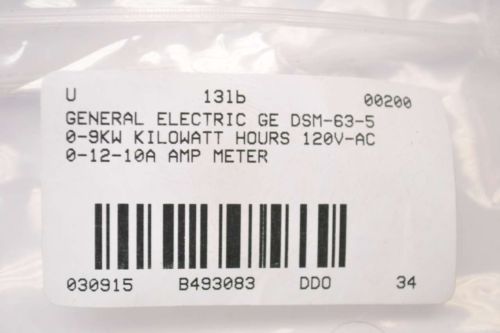 U 131b 00200
GENERAL ELECTRIC GE DSM-63-5
0-9KW KILOWATT HOURS 120V-AC
0-12-10A AMP METER
030915 B493083 DDO 34